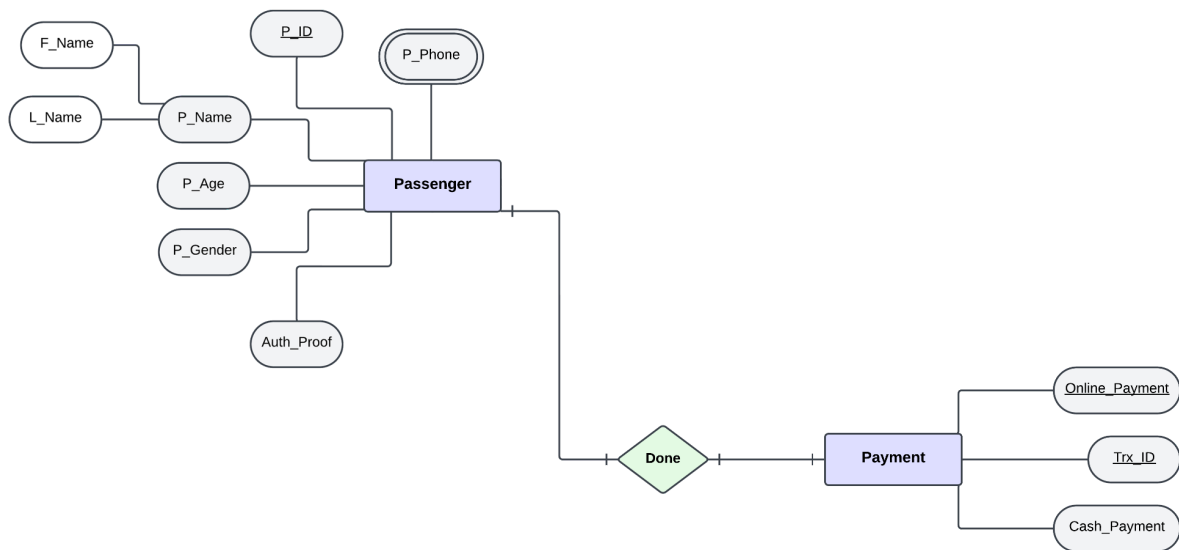 F_Name
P_ID
P_Phone
L_Name
P_Name
P_Age
Passenger
P_Gender
Auth_Proof
Online_Payment
Done
Payment
Trx_ID
Cash_Payment